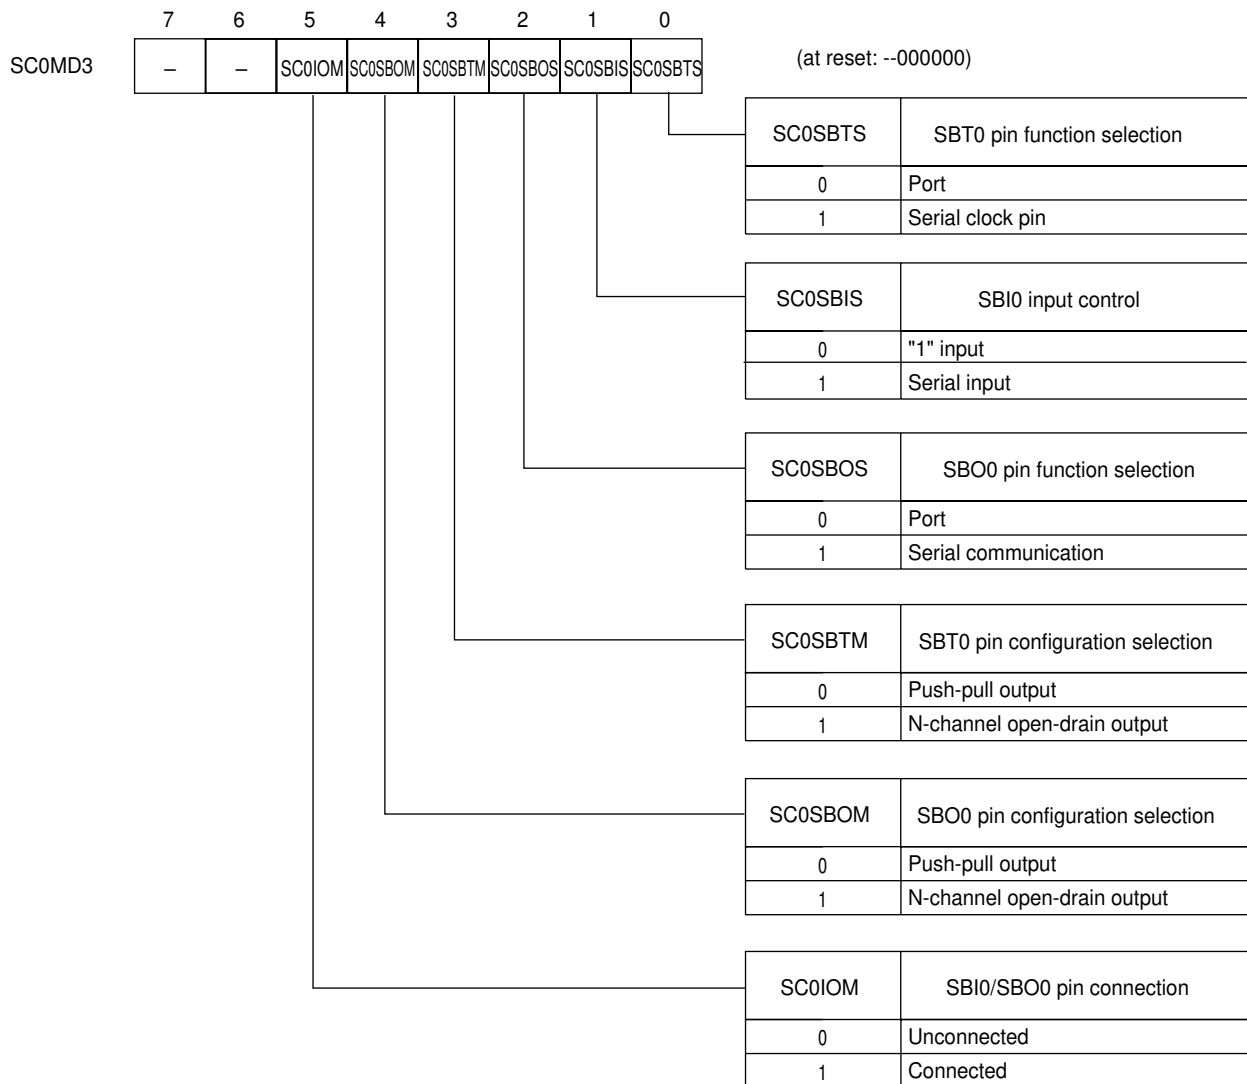 7 6 5 4 3 2 1 0
SC0MD3 – – SC0IOM SC0SBOM SC0SBTM SC0SBOS SC0SBIS SC0SBTS (at reset: --000000)
SC0SBTS SBT0 pin function selection
0 Port
1 Serial clock pin
SC0SBIS SBI0 input control
0 "1" input
1 Serial input
SC0SBOS SBO0 pin function selection
0 Port
1 Serial communication
SC0SBTM SBT0 pin configuration selection
0 Push-pull output
1 N-channel open-drain output
SC0SBOM SBO0 pin configuration selection
0 Push-pull output
1 N-channel open-drain output
SC0IOM SBI0/SBO0 pin connection
0 Unconnected
1 Connected